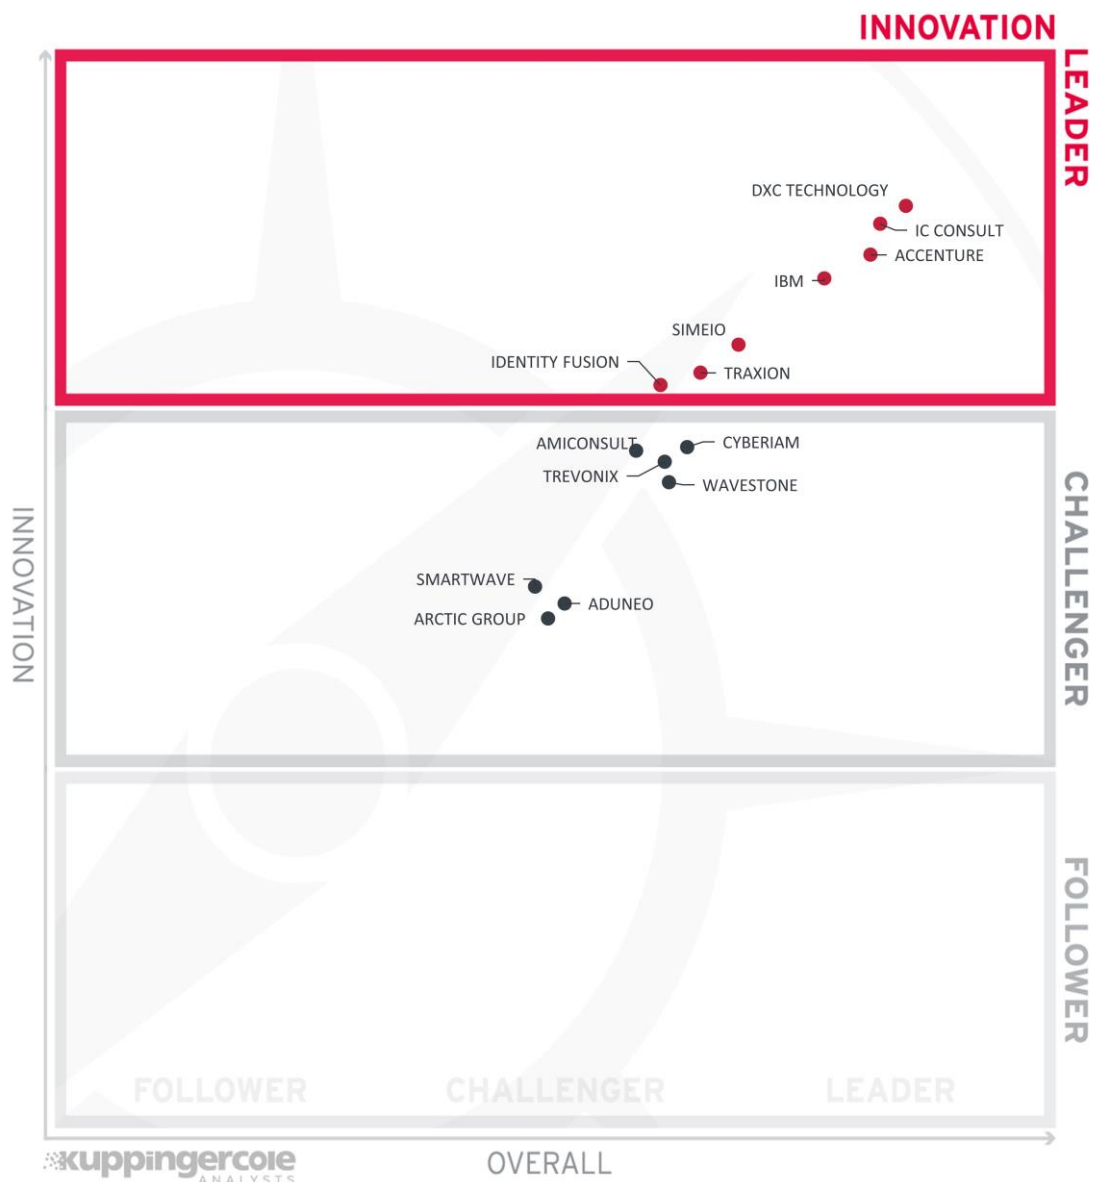 INNOVATION
LEADER
DXC TECHNOLOGY
IC CONSULT
ACCENTURE
IBM
SIMEIO
IDENTITY FUSION
TRAXION
AMICONSULT
CYBERIAM
TREVONIX
WAVESTONE
CHALLENGER
INNOVATION
SMARTWAVE
ADUNEO
ARCTIC GROUP
FOLLOWER
FOLLOWER
CHALLENGER
LEADER
kuppingercole
ANALYSTS
OVERALL